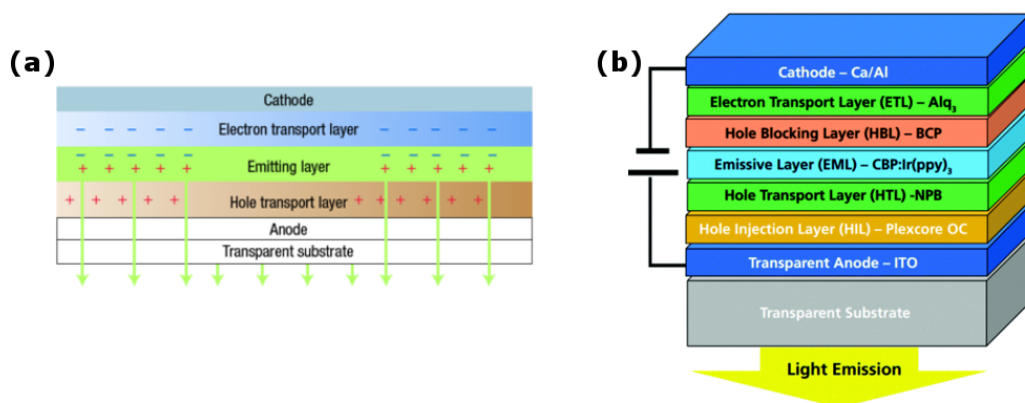 (a)
Cathode
Electron transport layer
Emitting layer
Hole transport layer
Anode
Transparent substrate
(b)
Cathode – Ca/Al
Electron Transport Layer (ETL) – Alq₃
Hole Blocking Layer (HBL) – BCP
Emissive Layer (EML) – CBP:Ir(ppy)₃
Hole Transport Layer (HTL) -NPB
Hole Injection Layer (HIL) – Plexcore OC
Transparent Anode – ITO
Transparent Substrate
Light Emission